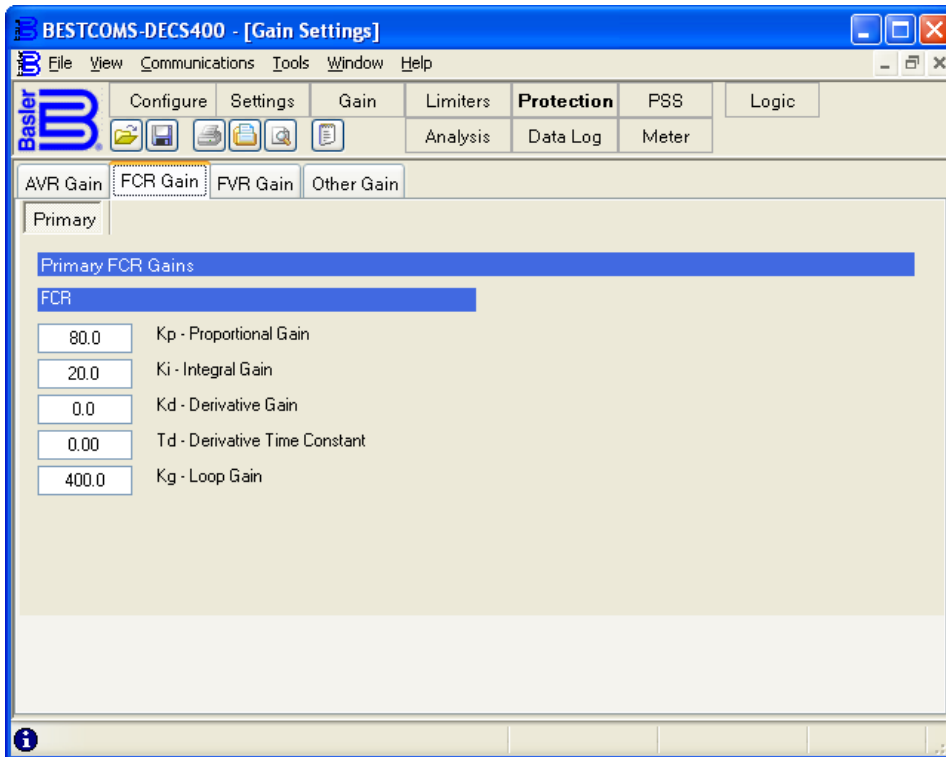 BESTCOMS-DECS400 - [Gain Settings]
File View Communications Tools Window Help
Basler
Configure Settings Gain Limiters Protection PSS Logic
Analysis Data Log Meter
AVR Gain FCR Gain FVR Gain Other Gain
Primary
Primary FCR Gains
FCR
80.0 Kp - Proportional Gain
20.0 Ki - Integral Gain
0.0 Kd - Derivative Gain
0.00 Td - Derivative Time Constant
400.0 Kg - Loop Gain